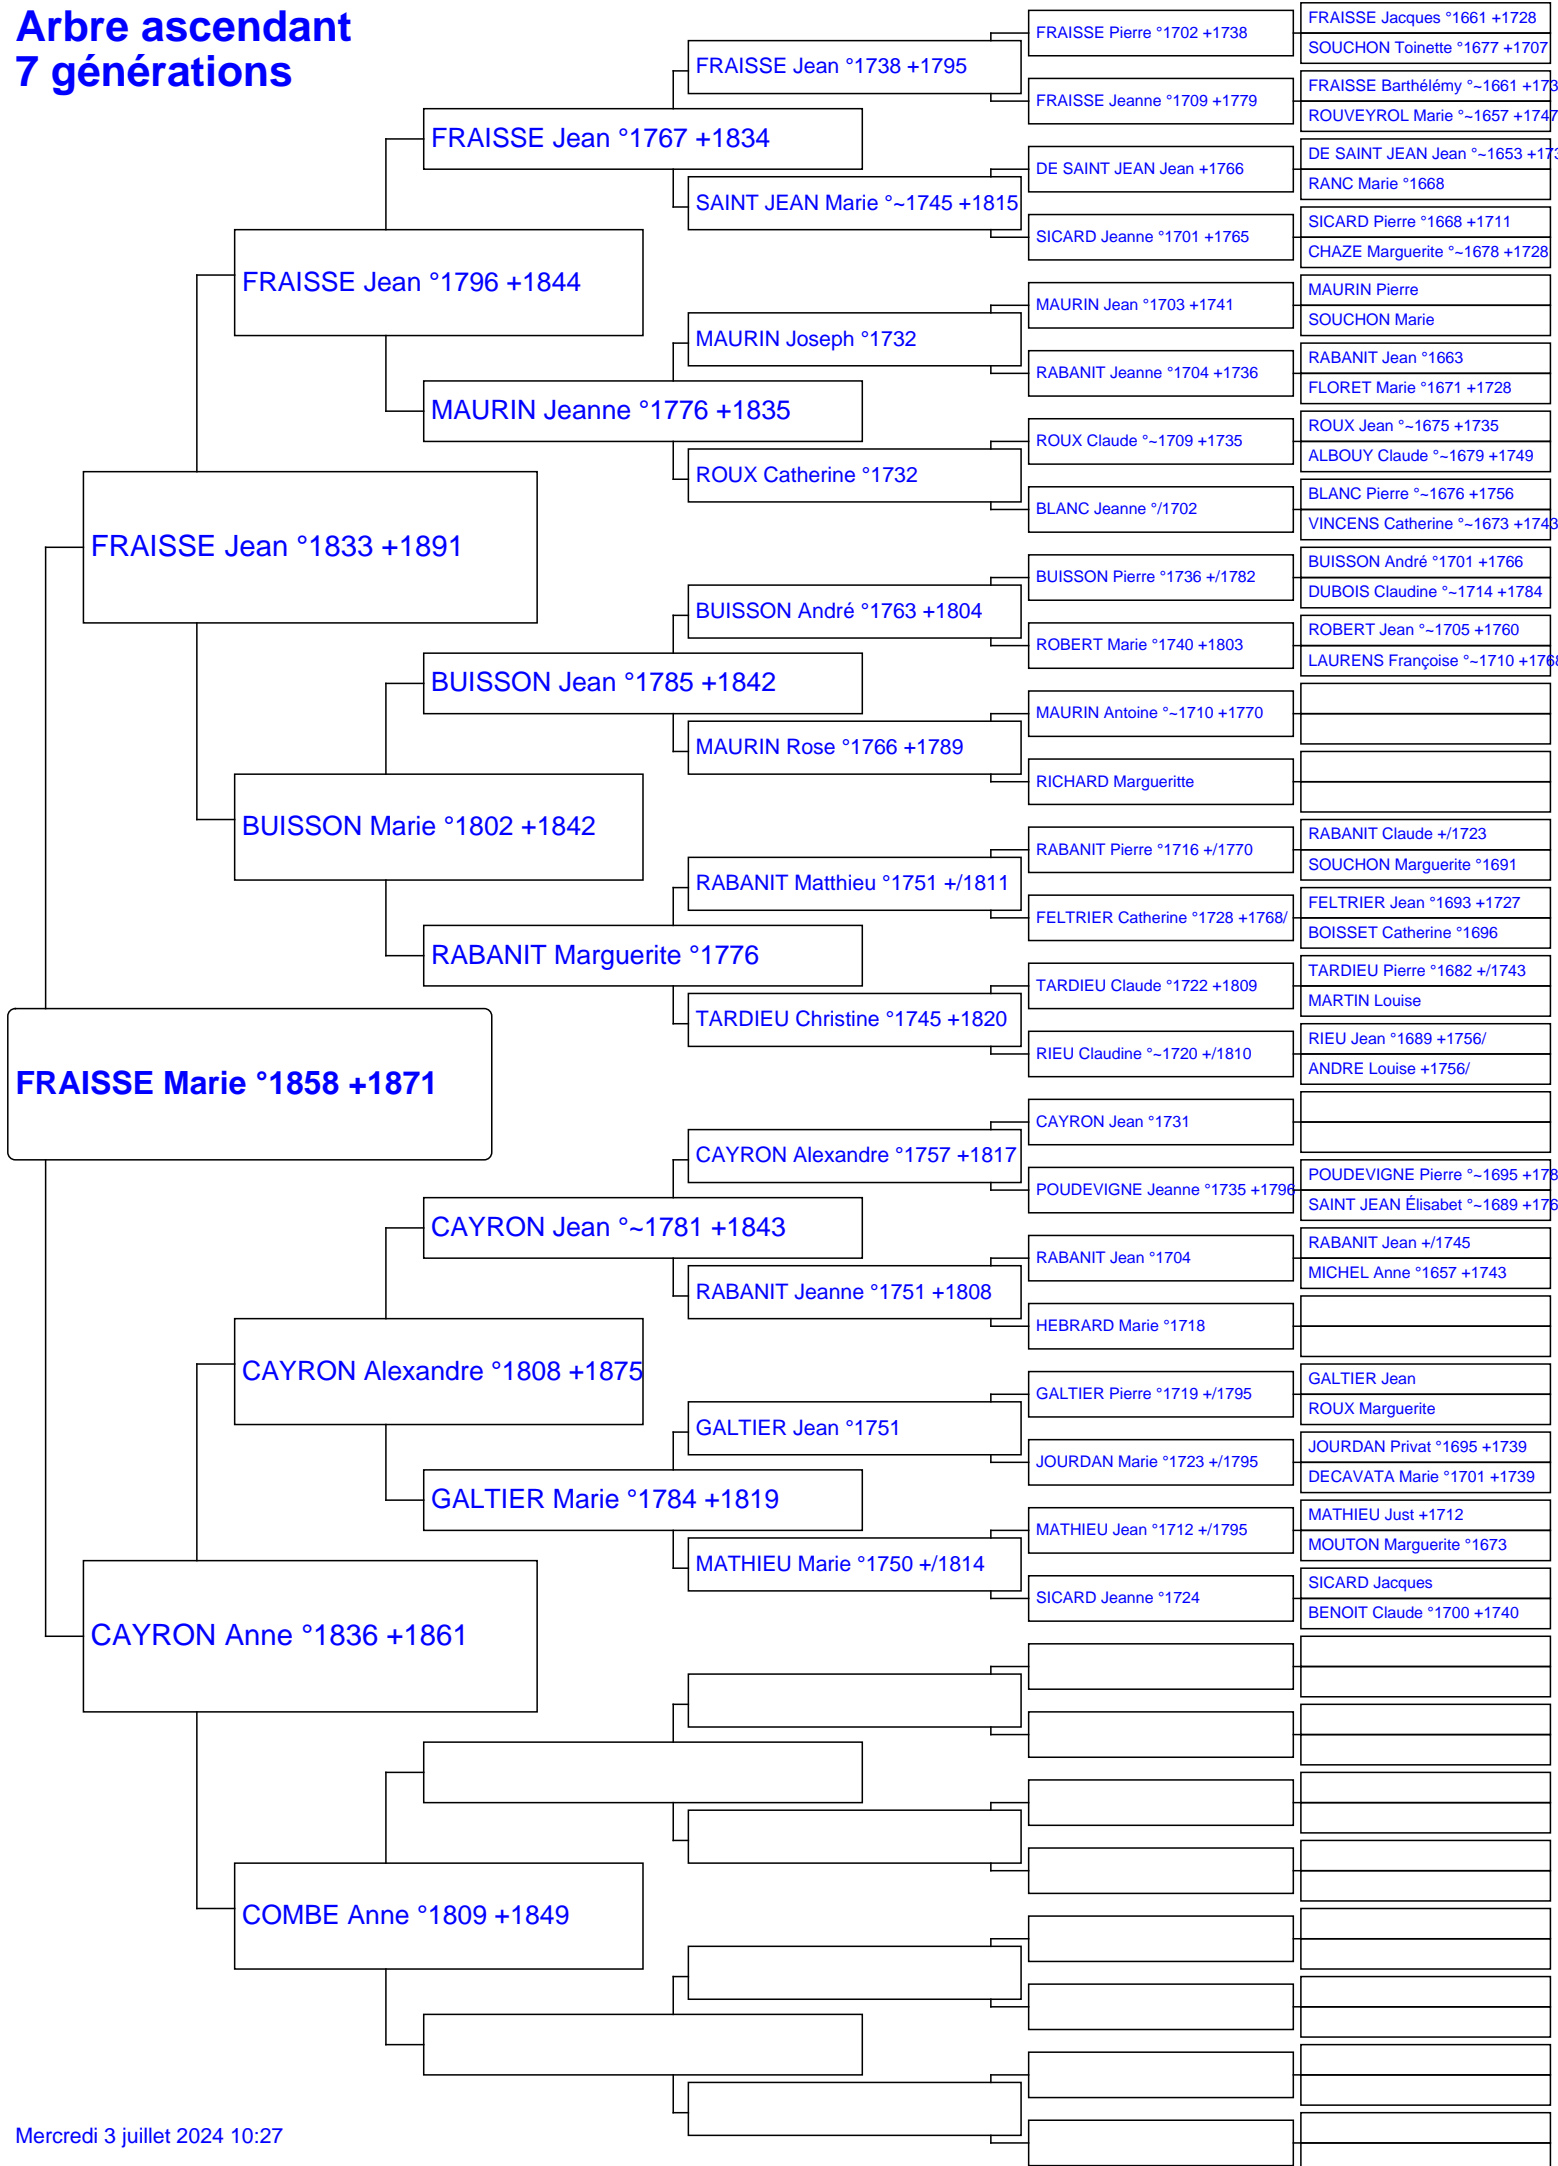 Arbre ascendant
7 générations
FRAISSE Marie °1858 +1871
FRAISSE Jean °1833 +1891
CAYRON Anne °1836 +1861
FRAISSE Jean °1796 +1844
BUISSON Marie °1802 +1842
CAYRON Alexandre °1808 +1875
COMBE Anne °1809 +1849
FRAISSE Jean °1767 +1834
MAURIN Jeanne °1776 +1835
BUISSON Jean °1785 +1842
RABANIT Marguerite °1776
CAYRON Jean °~1781 +1843
GALTIER Marie °1784 +1819
FRAISSE Jean °1738 +1795
SAINT JEAN Marie °~1745 +1815
MAURIN Joseph °1732
ROUX Catherine °1732
BUISSON André °1763 +1804
MAURIN Rose °1766 +1789
RABANIT Matthieu °1751 +/1811
TARDIEU Christine °1745 +1820
CAYRON Alexandre °1757 +1817
RABANIT Jeanne °1751 +1808
GALTIER Jean °1751
MATHIEU Marie °1750 +/1814
FRAISSE Pierre °1702 +1738
FRAISSE Jeanne °1709 +1779
DE SAINT JEAN Jean +1766
SICARD Jeanne °1701 +1765
MAURIN Jean °1703 +1741
RABANIT Jeanne °1704 +1736
ROUX Claude °~1709 +1735
BLANC Jeanne °/1702
BUISSON Pierre °1736 +/1782
ROBERT Marie °1740 +1803
MAURIN Antoine °~1710 +1770
RICHARD Margueritte
RABANIT Pierre °1716 +/1770
FELTRIER Catherine °1728 +1768/
TARDIEU Claude °1722 +1809
RIEU Claudine °~1720 +/1810
CAYRON Jean °1731
POUDEVIGNE Jeanne °1735 +1796
RABANIT Jean °1704
HEBRARD Marie °1718
GALTIER Pierre °1719 +/1795
JOURDAN Marie °1723 +/1795
MATHIEU Jean °1712 +/1795
SICARD Jeanne °1724
FRAISSE Jacques °1661 +1728
SOUCHON Toinette °1677 +1707
FRAISSE Barthélémy °~1661 +173
ROUVEYROL Marie °~1657 +1747
DE SAINT JEAN Jean °~1653 +173
RANC Marie °1668
SICARD Pierre °1668 +1711
CHAZE Marguerite °~1678 +1728
MAURIN Pierre
SOUCHON Marie
RABANIT Jean °1663
FLORET Marie °1671 +1728
ROUX Jean °~1675 +1735
ALBOUY Claude °~1679 +1749
BLANC Pierre °~1676 +1756
VINCENS Catherine °~1673 +1743
BUISSON André °1701 +1766
DUBOIS Claudine °~1714 +1784
ROBERT Jean °~1705 +1760
LAURENS Françoise °~1710 +1768
RABANIT Claude +/1723
SOUCHON Marguerite °1691
FELTRIER Jean °1693 +1727
BOISSET Catherine °1696
TARDIEU Pierre °1682 +/1743
MARTIN Louise
RIEU Jean °1689 +1756/
ANDRE Louise +1756/
POUDEVIGNE Pierre °~1695 +178
SAINT JEAN Élisabet °~1689 +176
RABANIT Jean +/1745
MICHEL Anne °1657 +1743
GALTIER Jean
ROUX Marguerite
JOURDAN Privat °1695 +1739
DECAVATA Marie °1701 +1739
MATHIEU Just +1712
MOUTON Marguerite °1673
SICARD Jacques
BENOIT Claude °1700 +1740
Mercredi 3 juillet 2024 10:27